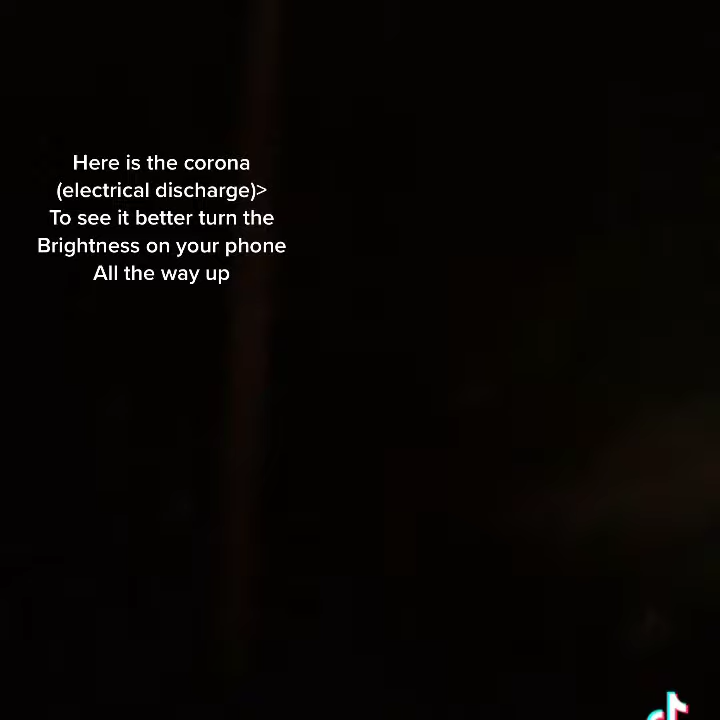 Here is the corona
(electrical discharge)>
To see it better turn the
Brightness on your phone
All the way up